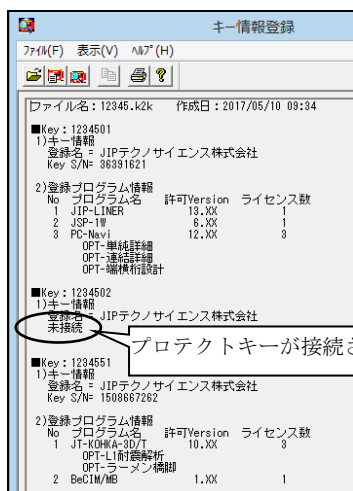 キー情報登録
ファイル(F) 表示(V) ヘルプ(H)
ファイル名：12345.k2k 作成日：2017/05/10 09:34
■Key：1234501
1)キー情報
登録名 = JIPテクノサイエンス株式会社
Key S/N= 36391621
2)登録プログラム情報
No プログラム名 許可Version ライセンス数
1 JIP-LINER 13.XX 1
2 JSP-1W 6.XX 1
3 PC-Navi 12.XX 3
OPT-単純詳細
OPT-連続詳細
OPT-端横桁設計
■Key：1234502
1)キー情報
登録名 = JIPテクノサイエンス株式会社
未接続
プロテクトキーが接続さ
■Key：1234551
1)キー情報
登録名 = JIPテクノサイエンス株式会社
Key S/N= 1508667262
2)登録プログラム情報
No プログラム名 許可Version ライセンス数
1 JT-KOHKA-3D/T 10.XX 3
OPT-L1耐震解析
OPT-ラーメン橋脚
2 BeCIM/MB 1.XX 1